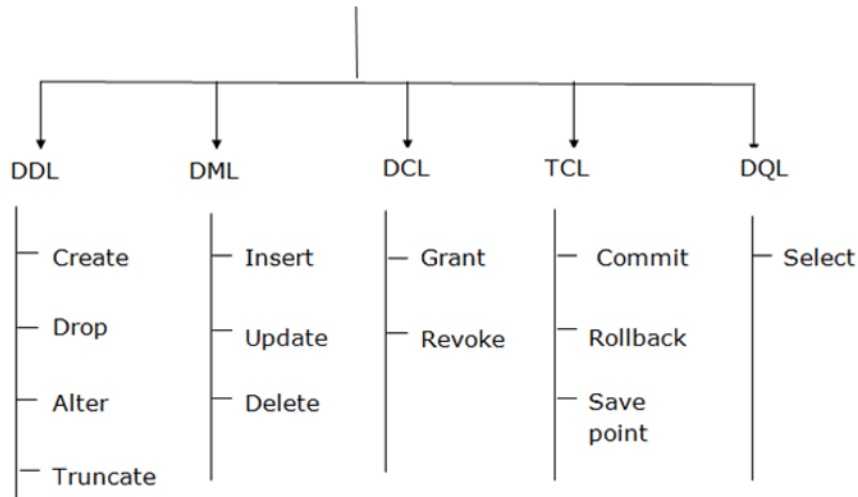 DDL DML DCL TCL DQL
Create Insert Grant Commit Select
Drop Update Revoke Rollback
Alter Delete Save
point
Truncate